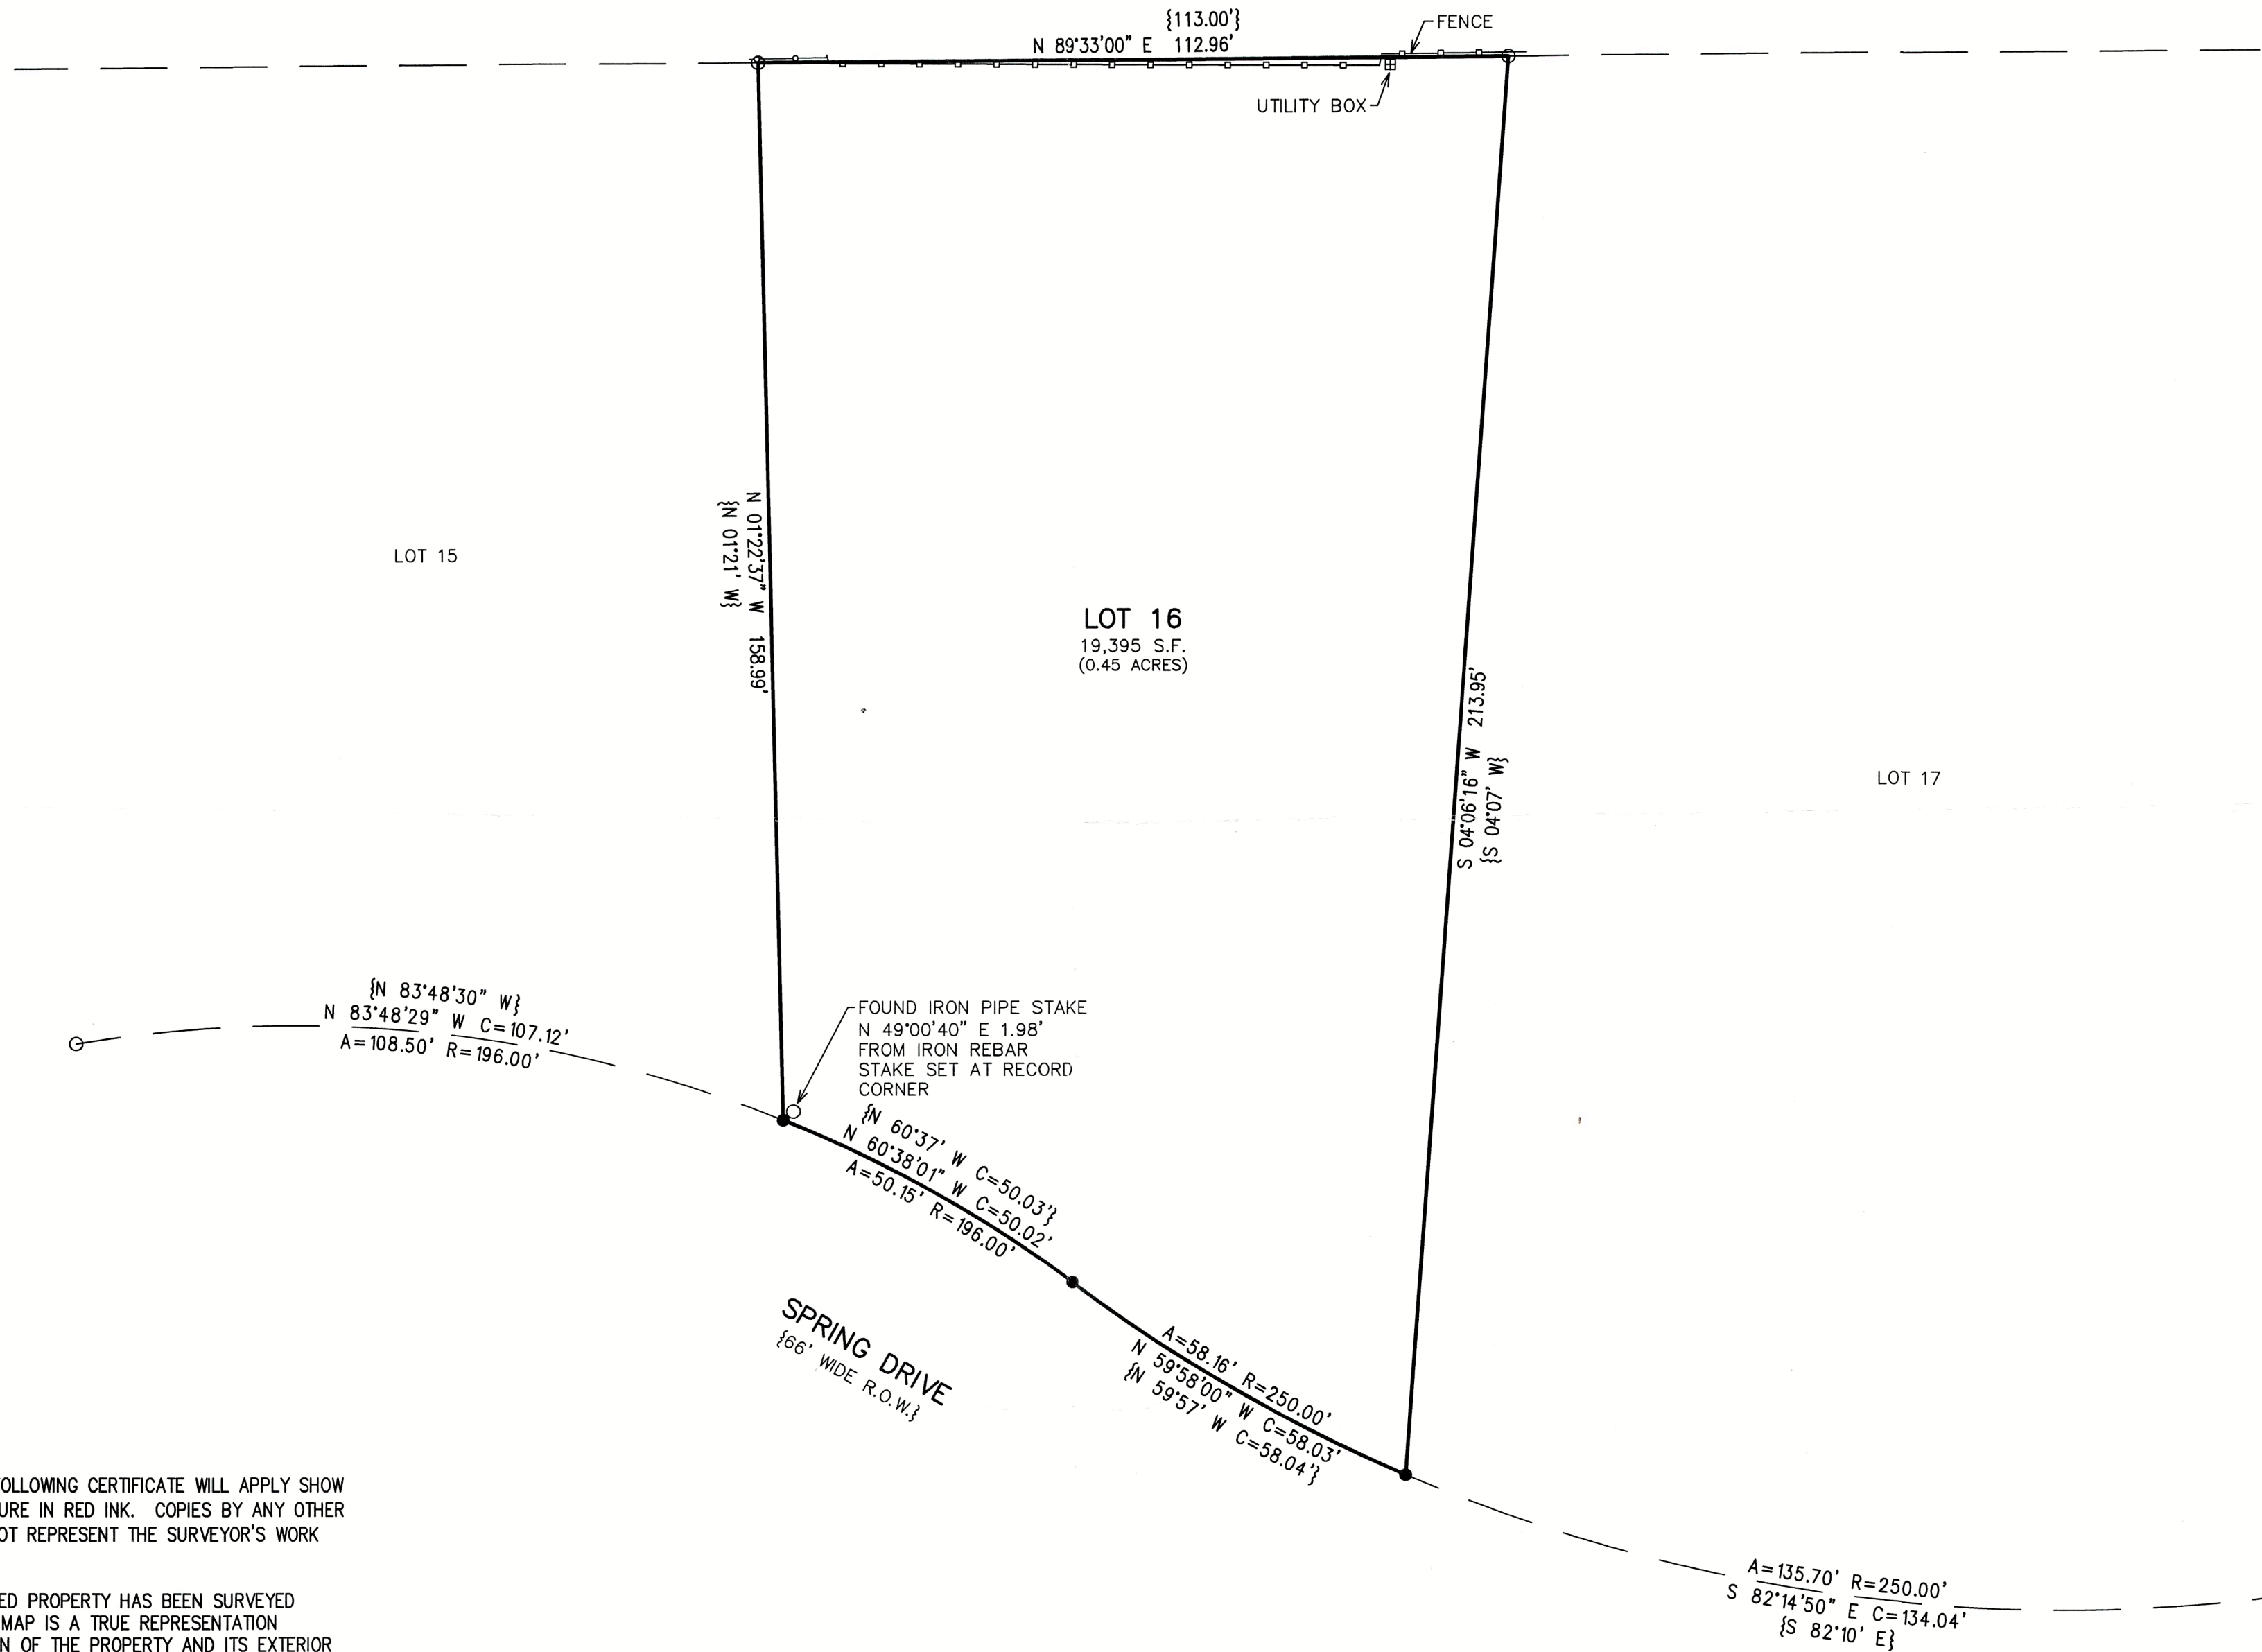 {113.00'}
N 89°33'00" E 112.96'
FENCE
UTILITY BOX
N 01°22'37" W 158.99'
{N 01°21' W}
LOT 15
LOT 16
19,395 S.F.
(0.45 ACRES)
S 04°06'16" W 213.95'
{S 04°07' W}
LOT 17
{N 83°48'30" W}
N 83°48'29" W C=107.12'
A=108.50' R=196.00'
FOUND IRON PIPE STAKE
N 49°00'40" E 1.98'
FROM IRON REBAR
STAKE SET AT RECORD
CORNER
{N 60°37' W C=50.03'}
N 60°38'01" W C=50.02'
A=50.15' R=196.00'
SPRING DRIVE
{66' WIDE R.O.W.}
A=58.16' R=250.00'
N 59°58'00" W C=58.03'
{N 59°57' W C=58.04'}
OLLOWING CERTIFICATE WILL APPLY SHOW
URE IN RED INK. COPIES BY ANY OTHER
OT REPRESENT THE SURVEYOR'S WORK
ED PROPERTY HAS BEEN SURVEYED
MAP IS A TRUE REPRESENTATION
N OF THE PROPERTY AND ITS EXTERIOR
A=135.70' R=250.00'
S 82°14'50" E C=134.04'
{S 82°10' E}